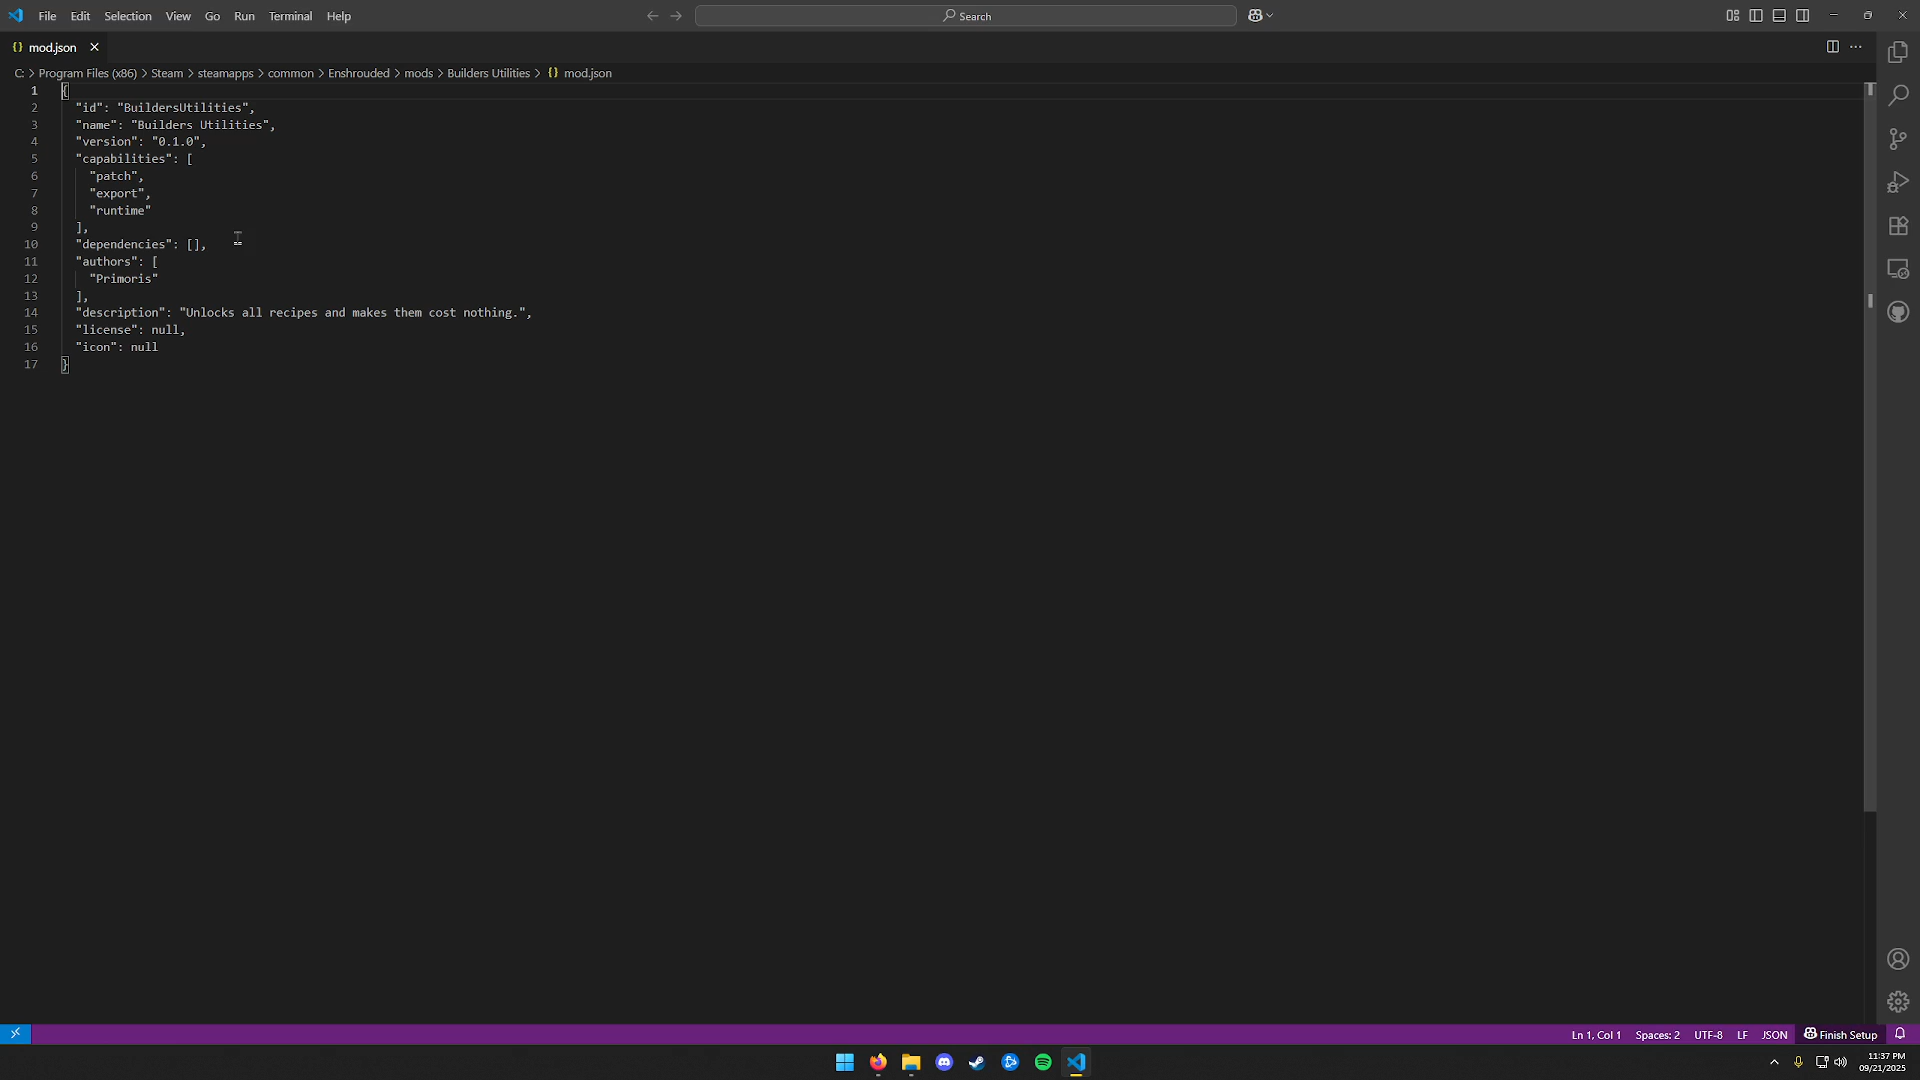 File Edit Selection View Go Run Terminal Help
Search
mod.json
C: > Program Files (x86) > Steam > steamapps > common > Enshrouded > mods > Builders Utilities > {} mod.json
1 {
2 "id": "BuildersUtilities",
3 "name": "Builders Utilities",
4 "version": "0.1.0",
5 "capabilities": [
6 "patch",
7 "export",
8 "runtime"
9 ],
10 "dependencies": [],
11 "authors": [
12 "Primoris"
13 ],
14 "description": "Unlocks all recipes and makes them cost nothing.",
15 "license": null,
16 "icon": null
17 }
Ln 1, Col 1 Spaces: 2 UTF-8 LF JSON Finish Setup
11:37 PM
09/21/2025